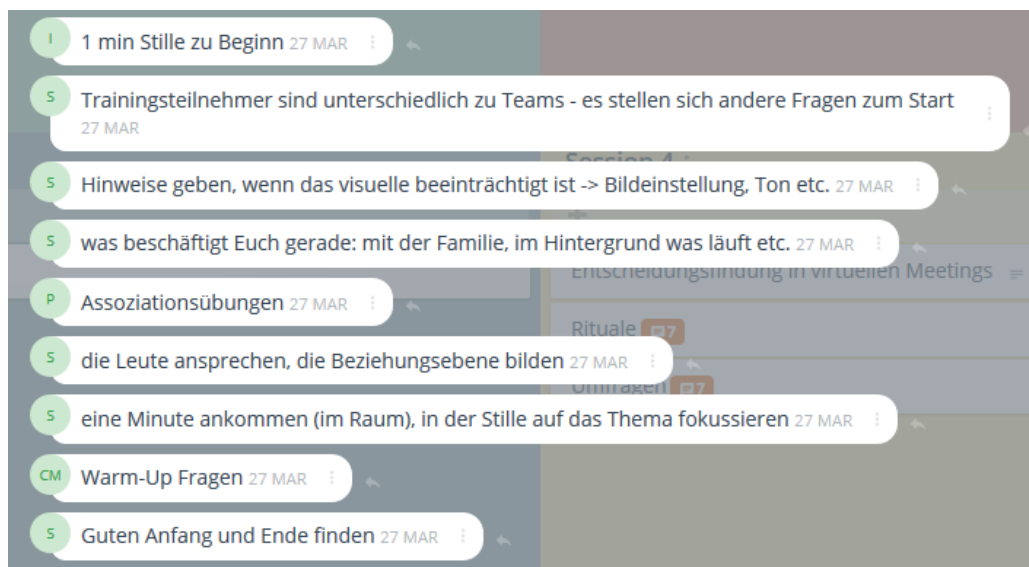 I
1 min Stille zu Beginn 27 MAR
S
Trainingsteilnehmer sind unterschiedlich zu Teams - es stellen sich andere Fragen zum Start
27 MAR
Session 4
S
Hinweise geben, wenn das visuelle beeinträchtigt ist -> Bildeinstellung, Ton etc. 27 MAR
S
was beschäftigt Euch gerade: mit der Familie, im Hintergrund was läuft etc. 27 MAR
Entscheidungsfindung in virtuellen Meetings
P
Assoziationsübungen 27 MAR
Rituale 7
S
die Leute ansprechen, die Beziehungsebene bilden 27 MAR
Umfragen 7
S
eine Minute ankommen (im Raum), in der Stille auf das Thema fokussieren 27 MAR
CM
Warm-Up Fragen 27 MAR
S
Guten Anfang und Ende finden 27 MAR